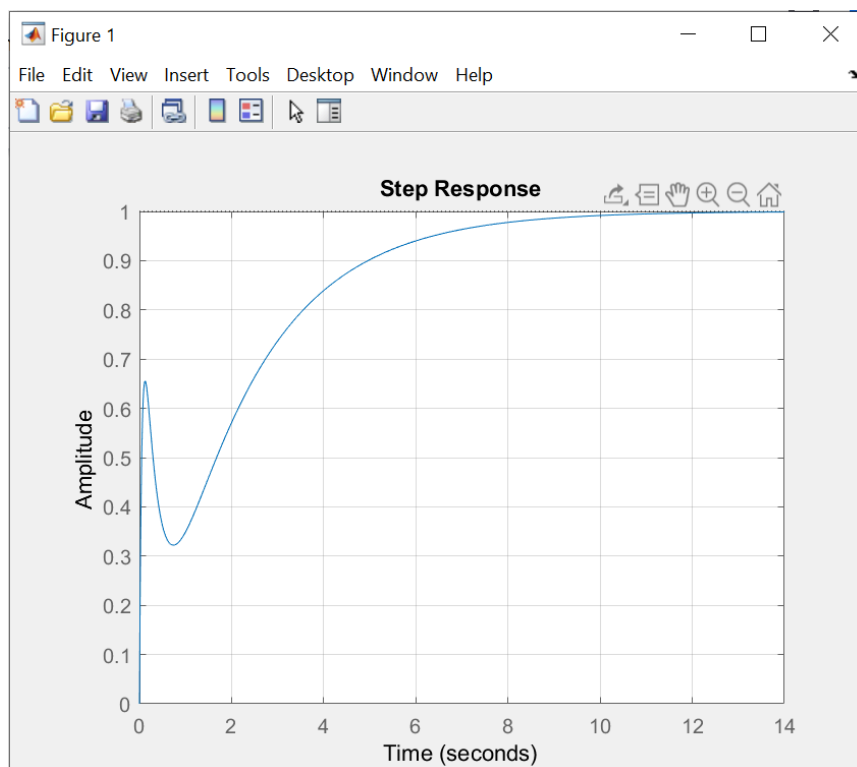 Figure 1
File Edit View Insert Tools Desktop Window Help
Step Response
1
0.9
0.8
0.7
0.6
0.5
0.4
0.3
0.2
0.1
0
Amplitude
0 2 4 6 8 10 12 14
Time (seconds)